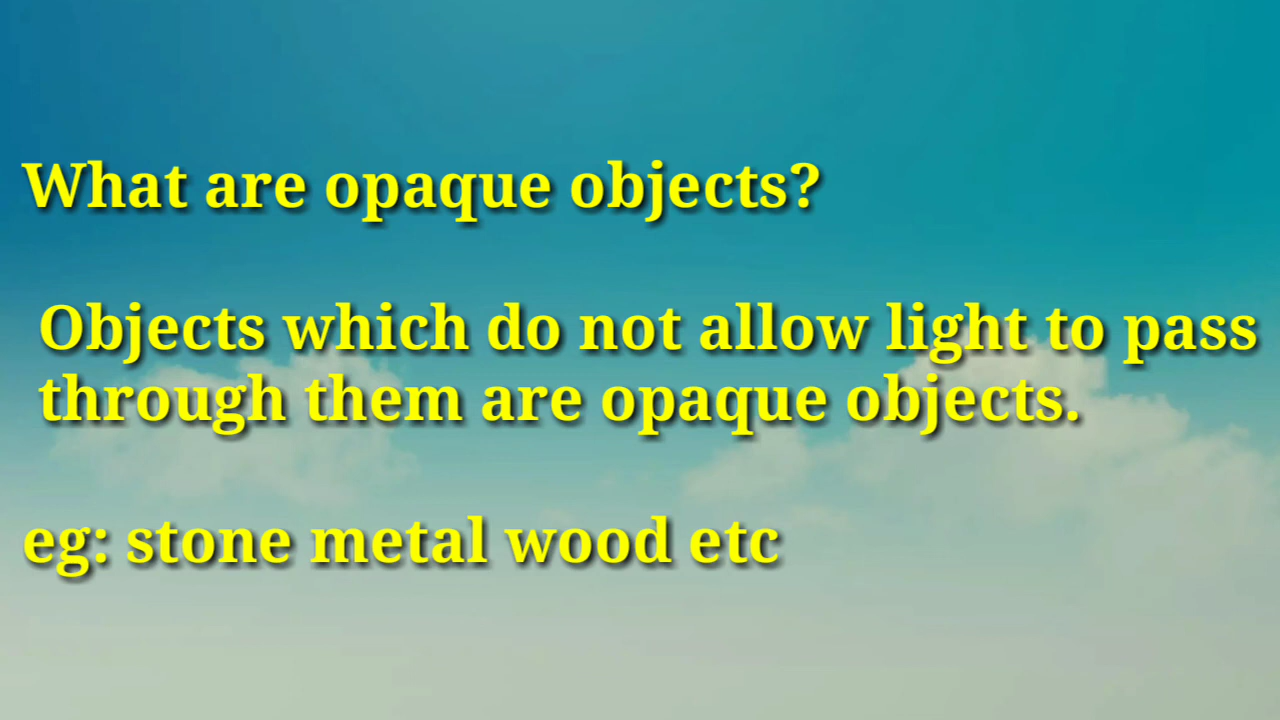 What are opaque objects?
Objects which do not allow light to pass
through them are opaque objects.
eg: stone metal wood etc